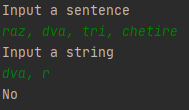 Input a sentence
raz, dva, tri, chetire
Input a string
dva, r
No